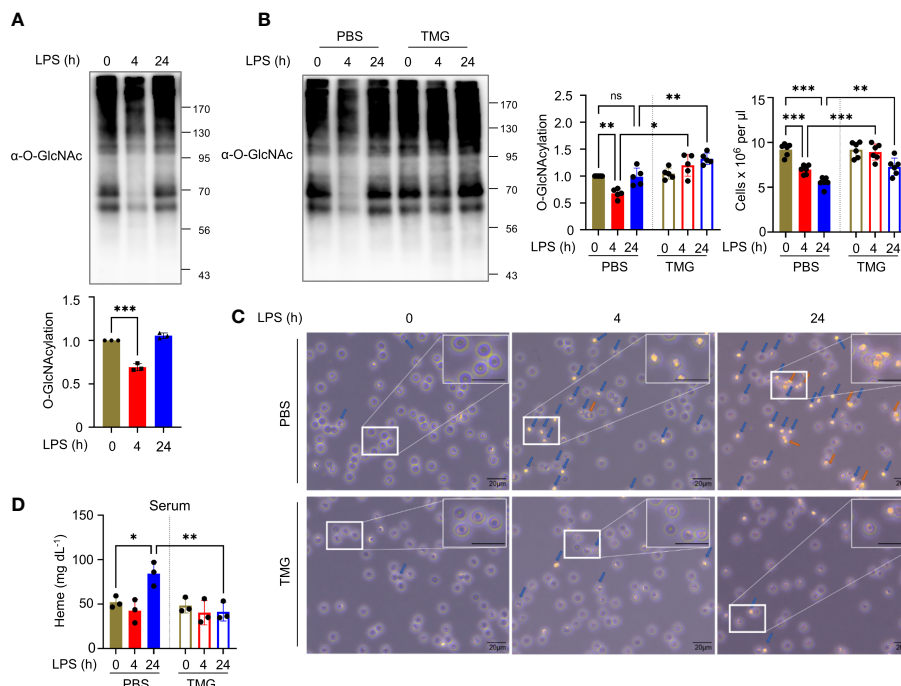 A
LPS (h) 0 4 24
α-O-GlcNAc
170
130
95
70
56
43
1.5
1.0
0.5
0.0
O-GlcNAcylation
***
LPS (h) 0 4 24
B
PBS TMG
LPS (h) 0 4 24 0 4 24
α-O-GlcNAc
170
130
95
70
56
43
2.5
2.0
1.5
1.0
0.5
0.0
O-GlcNAcylation
ns **
** *
LPS (h) 0 4 24 0 4 24
PBS TMG
15
10
5
0
Cells x 10⁶ per µl
*** **
*** ***
LPS (h) 0 4 24 0 4 24
PBS TMG
C
LPS (h) 0 4 24
PBS
20µm 20µm 20µm
TMG
20µm 20µm 20µm
D
Serum
150
100
50
0
Heme (mg dL⁻¹)
* **
LPS (h) 0 4 24 0 4 24
PBS TMG